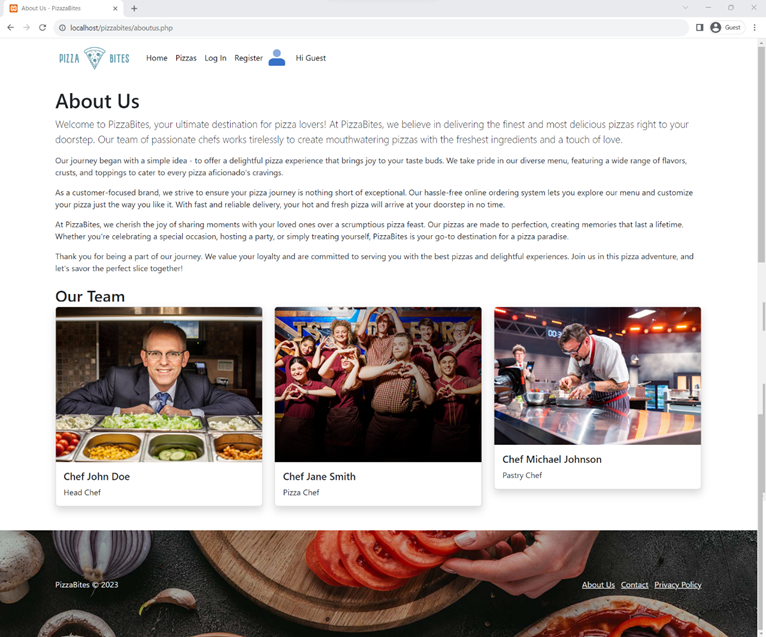 About Us - PizzaBites
localhost/pizzabites/aboutus.php
Guest
PIZZA BITES
Home Pizzas Log In Register Hi Guest
About Us
Welcome to PizzaBites, your ultimate destination for pizza lovers! At PizzaBites, we believe in delivering the finest and most delicious pizzas right to your
doorstep. Our team of passionate chefs works tirelessly to create mouthwatering pizzas with the freshest ingredients and a touch of love.
Our journey began with a simple idea - to offer a delightful pizza experience that brings joy to your taste buds. We take pride in our diverse menu, featuring a wide range of flavors,
crusts, and toppings to cater to every pizza aficionado's cravings.
As a customer-focused brand, we strive to ensure your pizza journey is nothing short of exceptional. Our hassle-free online ordering system lets you explore our menu and customize
your pizza just the way you like it. With fast and reliable delivery, your hot and fresh pizza will arrive at your doorstep in no time.
At PizzaBites, we cherish the joy of sharing moments with your loved ones over a scrumptious pizza feast. Our pizzas are made to perfection, creating memories that last a lifetime.
Whether you're celebrating a special occasion, hosting a party, or simply treating yourself, PizzaBites is your go-to destination for a pizza paradise.
Thank you for being a part of our journey. We value your loyalty and are committed to serving you with the best pizzas and delightful experiences. Join us in this pizza adventure, and
let's savor the perfect slice together!
Our Team
Chef John Doe
Head Chef
Chef Jane Smith
Pizza Chef
Chef Michael Johnson
Pastry Chef
PizzaBites © 2023
About Us Contact Privacy Policy